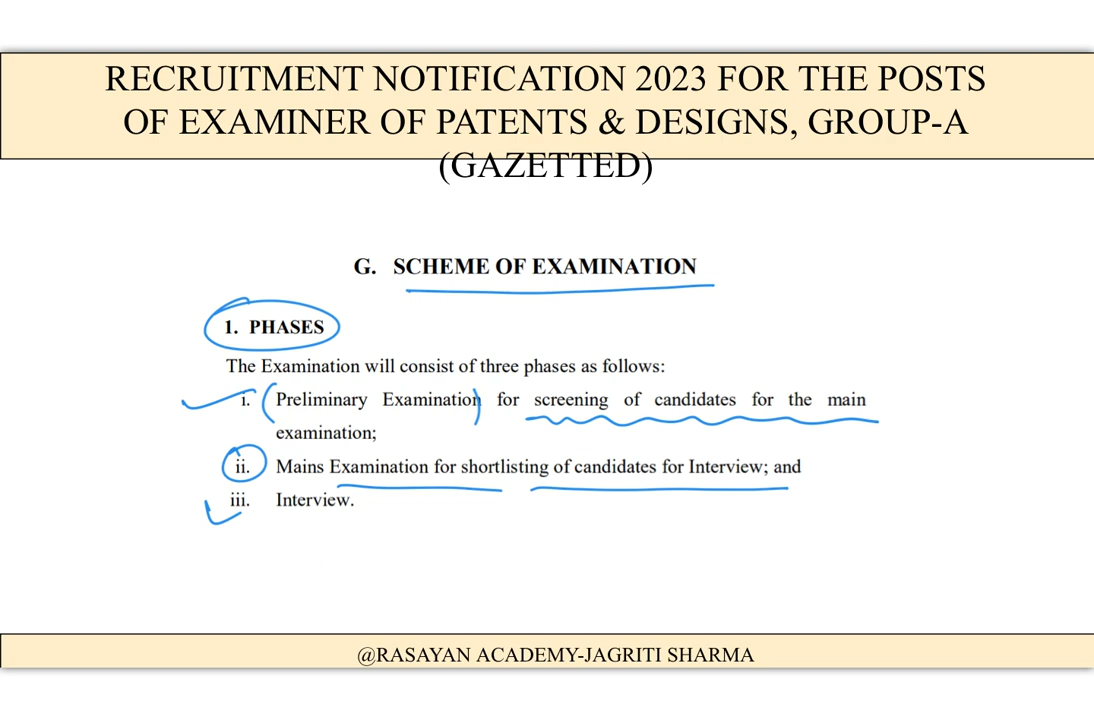 RECRUITMENT NOTIFICATION 2023 FOR THE POSTS
OF EXAMINER OF PATENTS & DESIGNS, GROUP-A
(GAZETTED)
G. SCHEME OF EXAMINATION
1. PHASES
The Examination will consist of three phases as follows:
i. Preliminary Examination for screening of candidates for the main
examination;
ii. Mains Examination for shortlisting of candidates for Interview; and
iii. Interview.
@RASAYAN ACADEMY-JAGRITI SHARMA